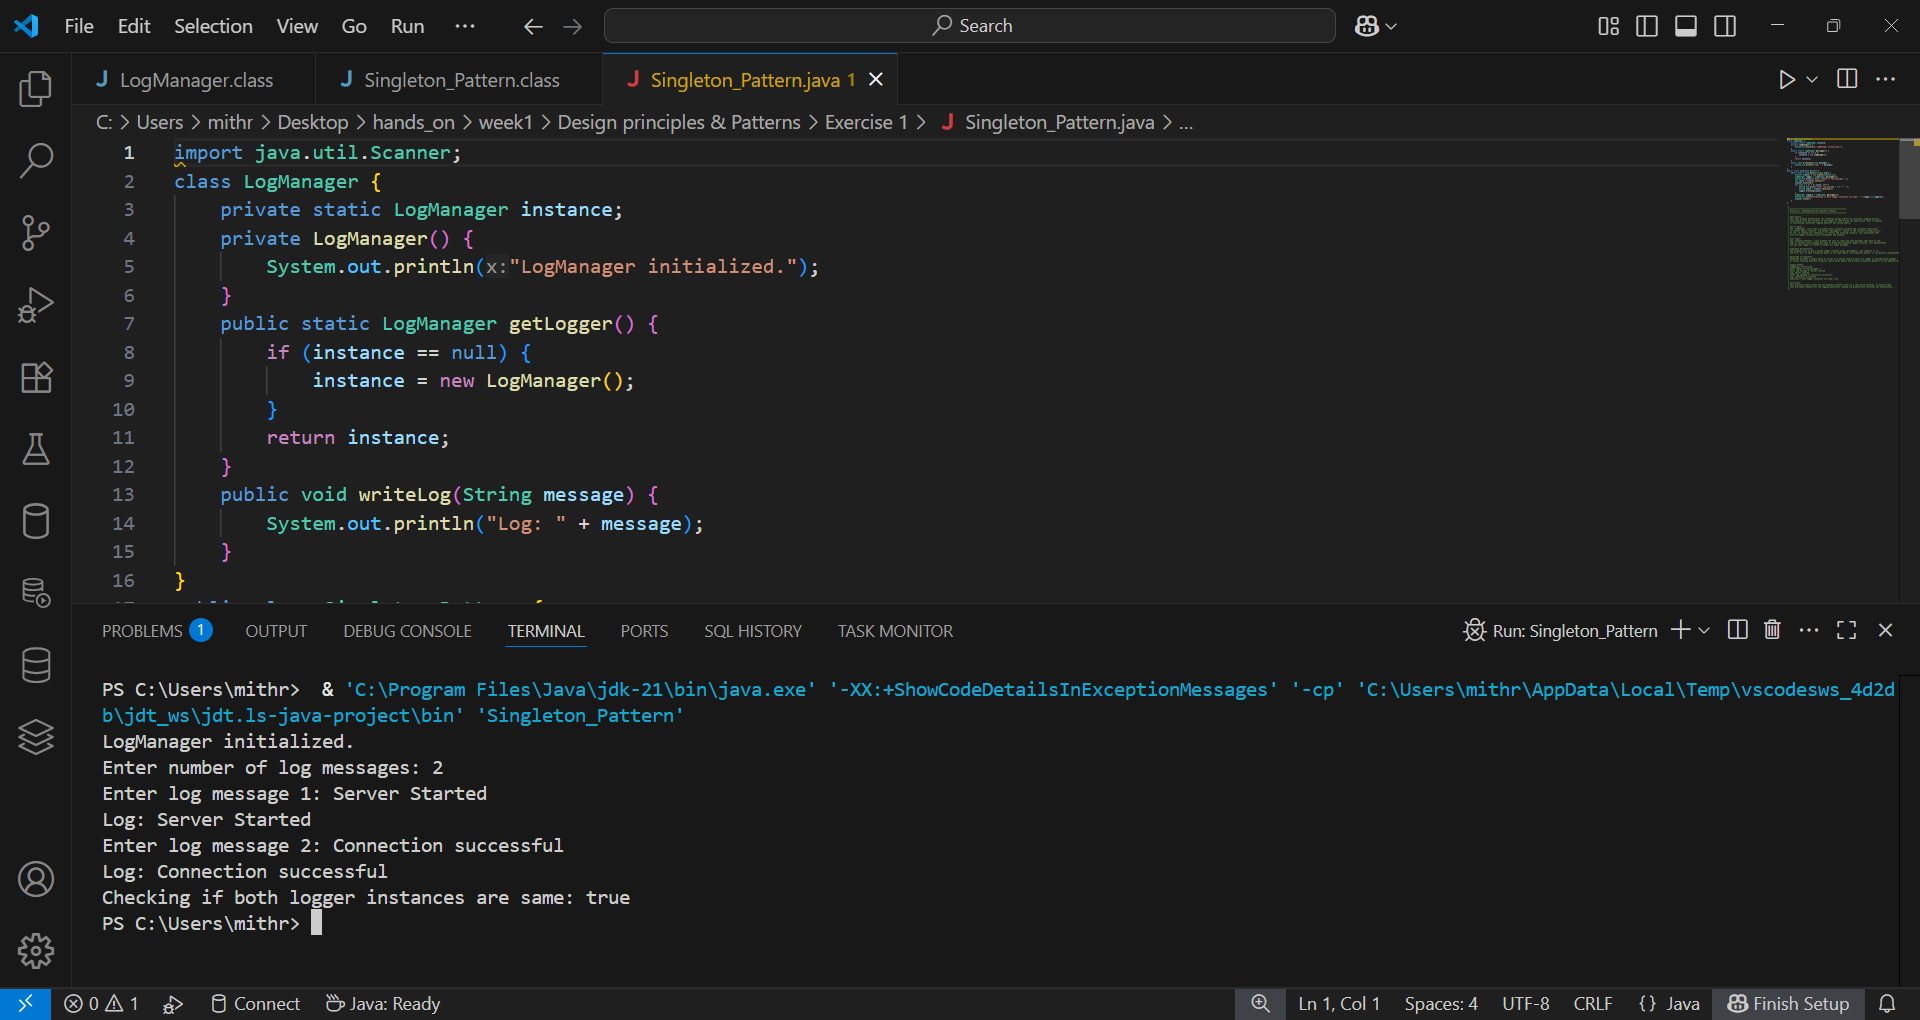 File Edit Selection View Go Run ··· Search
LogManager.class Singleton_Pattern.class Singleton_Pattern.java 1
C: > Users > mithr > Desktop > hands_on > week1 > Design principles & Patterns > Exercise 1 > Singleton_Pattern.java > ...
1 import java.util.Scanner;
2 class LogManager {
3 private static LogManager instance;
4 private LogManager() {
5 System.out.println(x:"LogManager initialized.");
6 }
7 public static LogManager getLogger() {
8 if (instance == null) {
9 instance = new LogManager();
10 }
11 return instance;
12 }
13 public void writeLog(String message) {
14 System.out.println("Log: " + message);
15 }
16 }
PROBLEMS 1 OUTPUT DEBUG CONSOLE TERMINAL PORTS SQL HISTORY TASK MONITOR Run: Singleton_Pattern
PS C:\Users\mithr>  & 'C:\Program Files\Java\jdk-21\bin\java.exe' '-XX:+ShowCodeDetailsInExceptionMessages' '-cp' 'C:\Users\mithr\AppData\Local\Temp\vscodesws_4d2d
b\jdt_ws\jdt.ls-java-project\bin' 'Singleton_Pattern'
LogManager initialized.
Enter number of log messages: 2
Enter log message 1: Server Started
Log: Server Started
Enter log message 2: Connection successful
Log: Connection successful
Checking if both logger instances are same: true
PS C:\Users\mithr>
0 1 Connect Java: Ready Ln 1, Col 1 Spaces: 4 UTF-8 CRLF {} Java Finish Setup